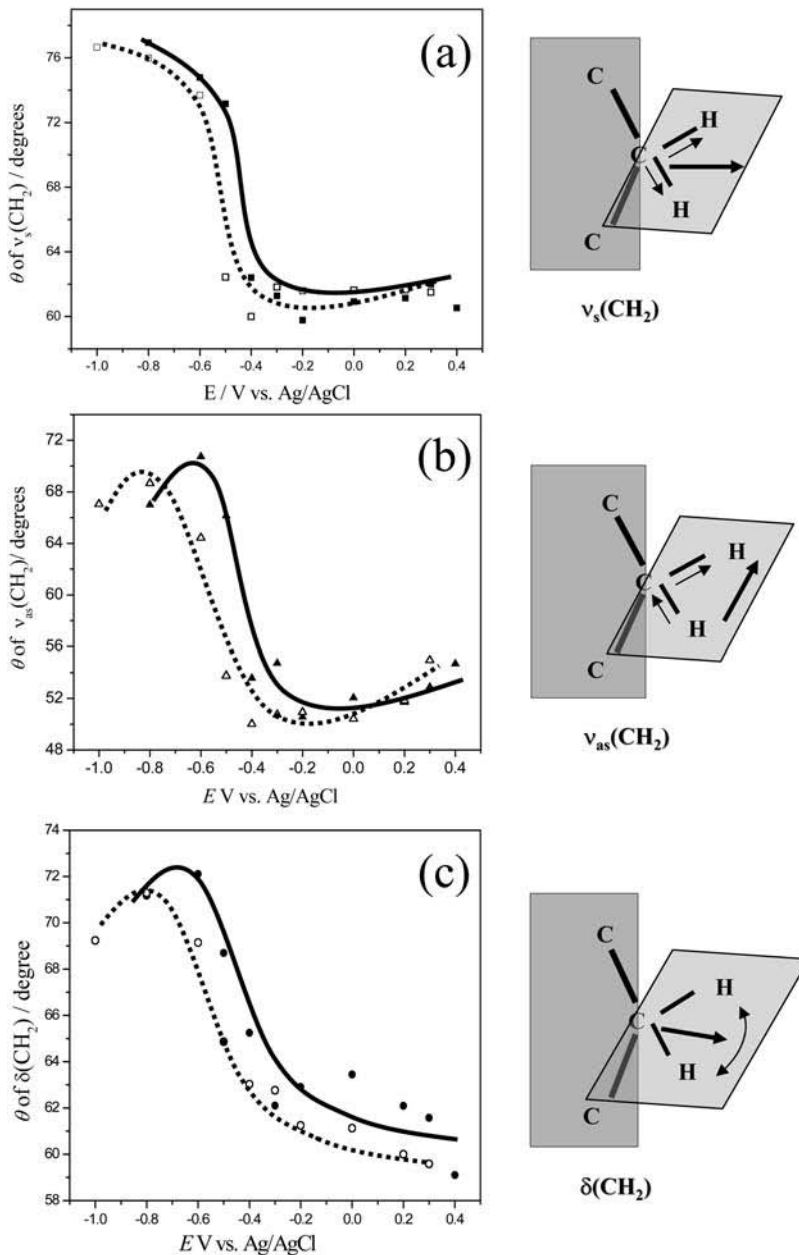 (a)
θ of νs(CH2) / degrees
76
72
68
64
60
-1.0 -0.8 -0.6 -0.4 -0.2 0.0 0.2 0.4
E / V vs. Ag/AgCl
C
H
C
H
C
νs(CH2)
(b)
θ of νas(CH2)/ degrees
72
68
64
60
56
52
48
-1.0 -0.8 -0.6 -0.4 -0.2 0.0 0.2 0.4
E V vs. Ag/AgCl
C
H
C
H
C
νas(CH2)
(c)
θ of δ(CH2) / degree
74
72
70
68
66
64
62
60
58
-1.0 -0.8 -0.6 -0.4 -0.2 0.0 0.2 0.4
E V vs. Ag/AgCl
C
H
C
H
C
δ(CH2)